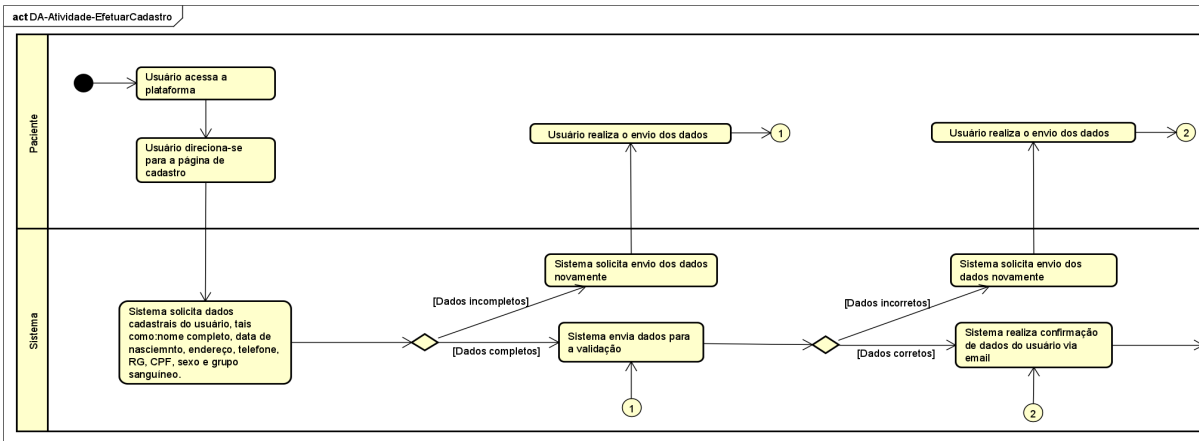 act DA-Atividade-EfetuarCadastro
Paciente
Usuário acessa a
plataforma
Usuário direciona-se
para a página de
cadastro
Usuário realiza o envio dos dados
1
Usuário realiza o envio dos dados
2
Sistema
Sistema solicita dados
cadastrais do usuário, tais
como:nome completo, data de
nasciemnto, endereço, telefone,
RG, CPF, sexo e grupo
sanguíneo.
[Dados incompletos]
[Dados completos]
Sistema solicita envio dos dados
novamente
Sistema envia dados para
a validação
1
[Dados incorretos]
[Dados corretos]
Sistema solicita envio dos
dados novamente
Sistema realiza confirmação
de dados do usuário via
email
2